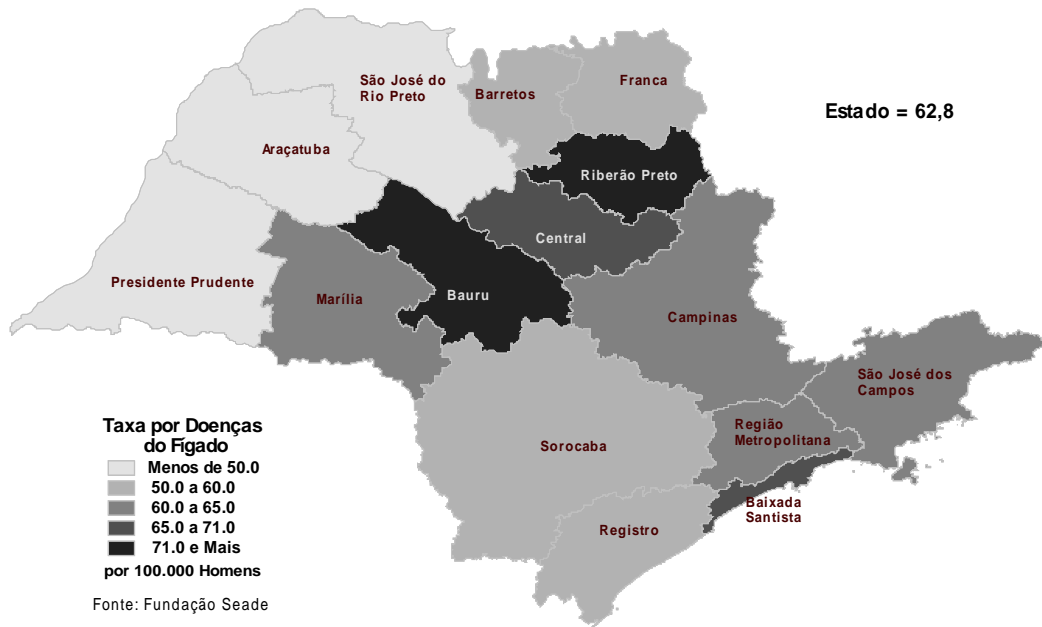 São José do
Rio Preto
Barretos
Franca
Estado = 62,8
Araçatuba
Riberão Preto
Central
Presidente Prudente
Marília
Bauru
Campinas
São José dos
Campos
Região
Metropolitana
Sorocaba
Baixada
Santista
Registro
Taxa por Doenças
do Fígado
Menos de 50.0
50.0 a 60.0
60.0 a 65.0
65.0 a 71.0
71.0 e Mais
por 100.000 Homens
Fonte: Fundação Seade